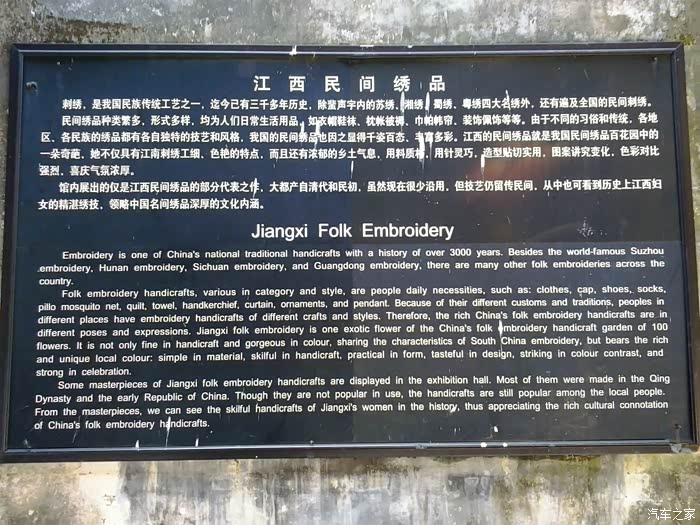 江西民间绣品
刺绣，是我国民族传统工艺之一，迄今已有三千多年历史，除蜚声宇内的苏绣、湘绣、蜀绣、粤绣四大名绣外，还有遍及全国的民间刺绣。
民间绣品种类繁多，形式多样，均为人们日常生活用品，如衣帽鞋袜、枕帐被褥、巾帕帏帘、装饰佩饰等等。由于不同的习俗和传统，各地
区、各民族的绣品都有各自独特的技艺和风格，我国的民间绣品也因之显得千姿百态、丰富多彩。江西的民间绣品就是我国民间绣品百花园中的
一朵奇葩，她不仅具有江南刺绣工细、色艳的特点，而且还有浓郁的乡土气息，用料质朴，用针灵巧，造型贴切实用，图案讲究变化，色彩对比
强烈，喜庆气氛浓厚。
馆内展出的仅是江西民间绣品的部分代表之作，大都产自清代和民初，虽然现在很少沿用，但技艺仍留传民间，从中也可看到历史上江西妇
女的精湛绣技，领略中国名间绣品深厚的文化内涵。
Jiangxi Folk Embroidery
Embroidery is one of China's national traditional handicrafts with a history of over 3000 years. Besides the world-famous Suzhou
embroidery, Hunan embroidery, Sichuan embroidery, and Guangdong embroidery, there are many other folk embroideries across the
country.
Folk embroidery handicrafts, various in category and style, are people daily necessities, such as: clothes, cap, shoes, socks,
pillo mosquito net, quilt, towel, handkerchief, curtain, ornaments, and pendant. Because of their different customs and traditions, peoples in
different places have embroidery handicrafts of different crafts and styles. Therefore, the rich China's folk embroidery handicrafts are in
different poses and expressions. Jiangxi folk embroidery is one exotic flower of the China's folk embroidery handicraft garden of 100
flowers. It is not only fine in handicraft and gorgeous in colour, sharing the characteristics of South China embroidery, but bears the rich
and unique local colour: simple in material, skilful in handicraft, practical in form, tasteful in design, striking in colour contrast, and
strong in celebration.
Some masterpieces of Jiangxi folk embroidery handicrafts are displayed in the exhibition hall. Most of them were made in the Qing
Dynasty and the early Republic of China. Though they are not popular in use, the handicrafts are still popular among the local people.
From the masterpieces, we can see the skilful handicrafts of Jiangxi's women in the history, thus appreciating the rich cultural connotation
of China's folk embroidery handicrafts.
汽车之家